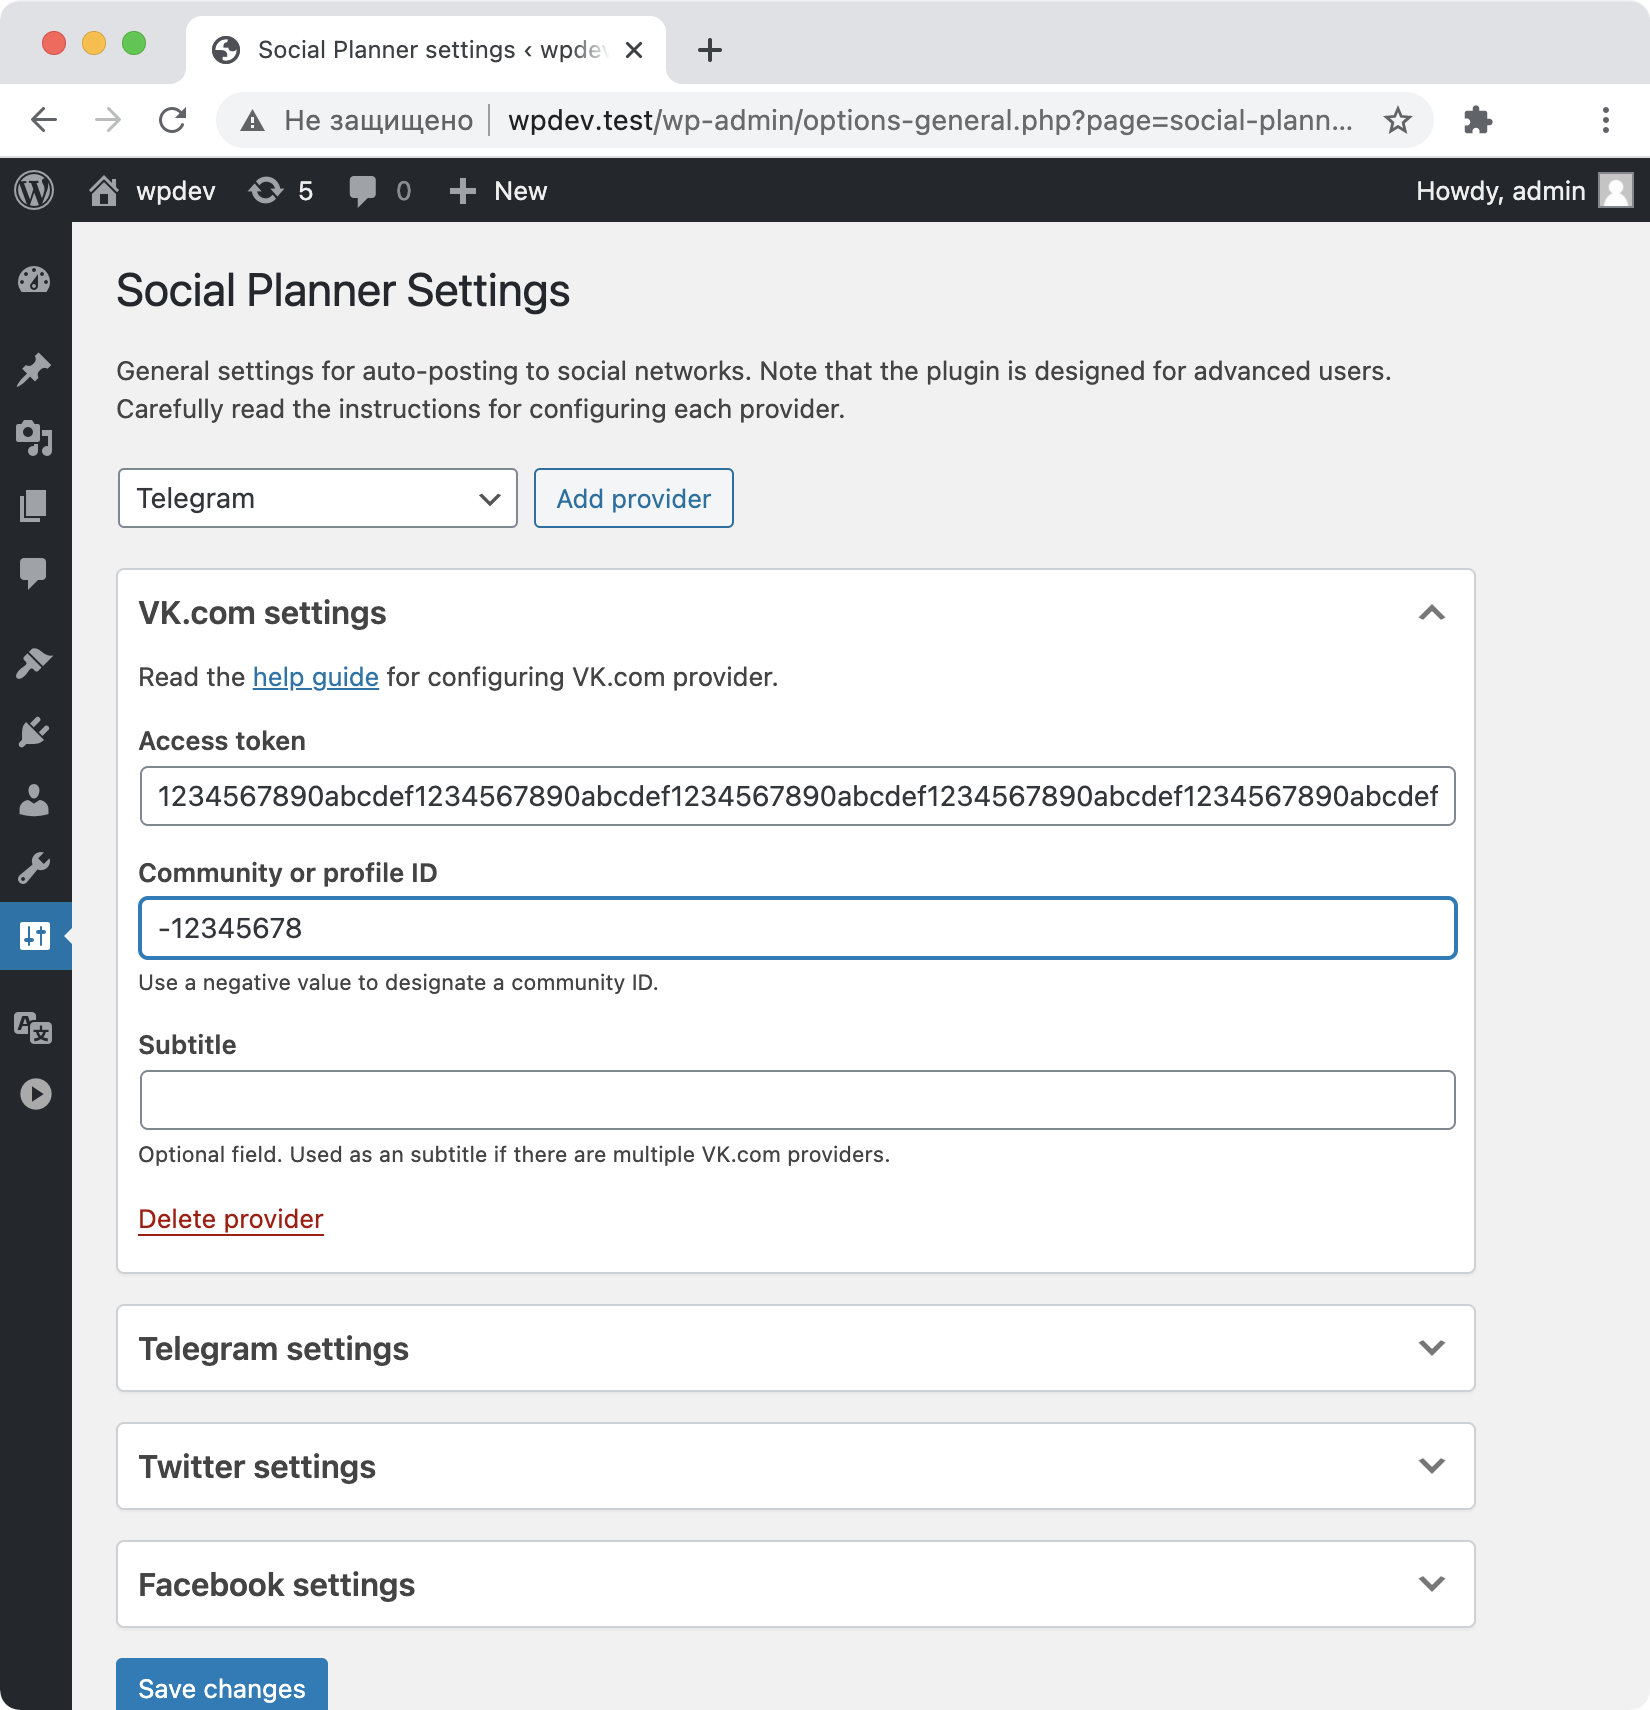 Social Planner settings ‹ wpdev
Не защищено wpdev.test/wp-admin/options-general.php?page=social-plann...
wpdev 5 0 New Howdy, admin
Social Planner Settings
General settings for auto-posting to social networks. Note that the plugin is designed for advanced users.
Carefully read the instructions for configuring each provider.
Telegram Add provider
VK.com settings
Read the help guide for configuring VK.com provider.
Access token
1234567890abcdef1234567890abcdef1234567890abcdef1234567890abcdef1234567890abcdef
Community or profile ID
-12345678
Use a negative value to designate a community ID.
Subtitle
Optional field. Used as an subtitle if there are multiple VK.com providers.
Delete provider
Telegram settings
Twitter settings
Facebook settings
Save changes